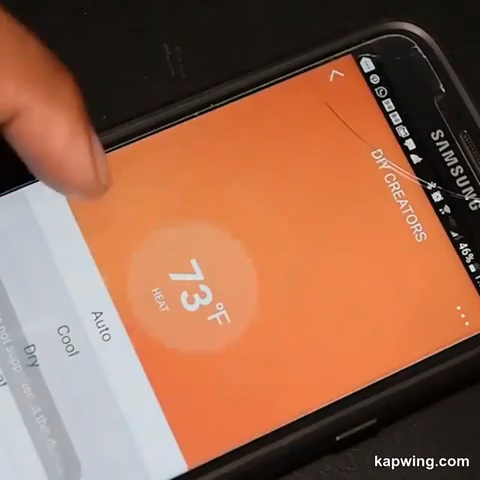 SAMSUNG
46%
DIY CREATORS
73°F
HEAT
Auto
Cool
Dry
kapwing.com